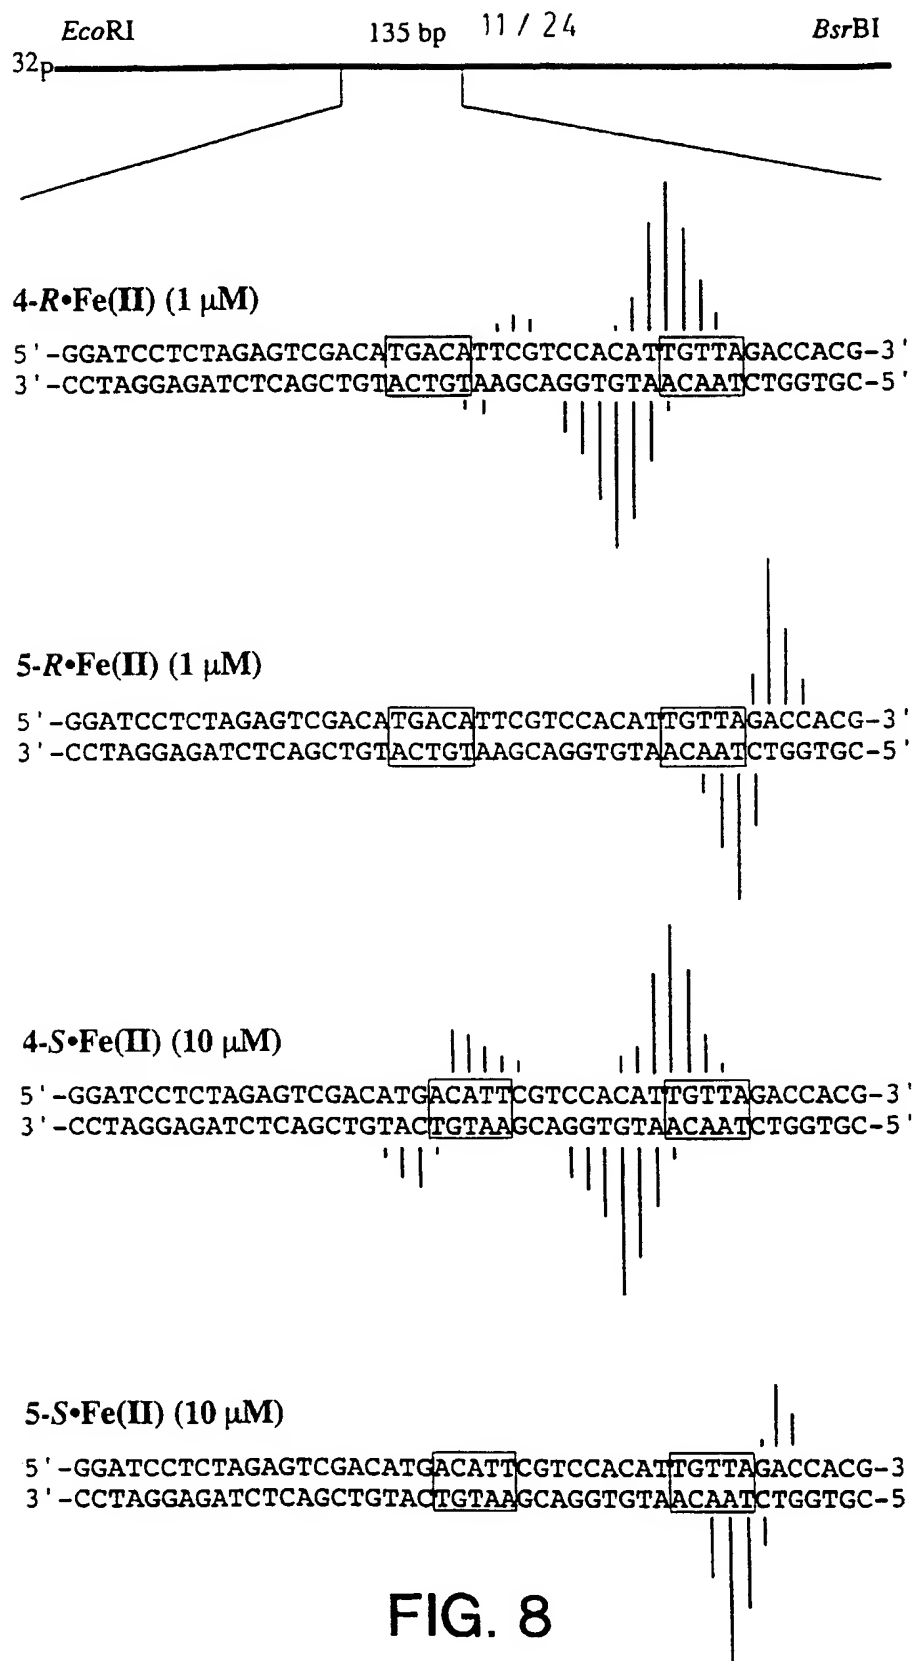 EcoRI 135 bp 11 / 24 BsrBI
32p
4-R•Fe(II) (1 μM)
5'-GGATCCTCTAGAGTCGACATGACATTCGTCCACATTGTTAGACCACG-3'
3'-CCTAGGAGATCTCAGCTGTACTGTAAGCAGGTGTAACAATCTGGTGC-5'
5-R•Fe(II) (1 μM)
5'-GGATCCTCTAGAGTCGACATGACATTCGTCCACATTGTTAGACCACG-3'
3'-CCTAGGAGATCTCAGCTGTACTGTAAGCAGGTGTAACAATCTGGTGC-5'
4-S•Fe(II) (10 μM)
5'-GGATCCTCTAGAGTCGACATGACATTCGTCCACATTGTTAGACCACG-3'
3'-CCTAGGAGATCTCAGCTGTACTGTAAGCAGGTGTAACAATCTGGTGC-5'
5-S•Fe(II) (10 μM)
5'-GGATCCTCTAGAGTCGACATGACATTCGTCCACATTGTTAGACCACG-3
3'-CCTAGGAGATCTCAGCTGTACTGTAAGCAGGTGTAACAATCTGGTGC-5
FIG. 8